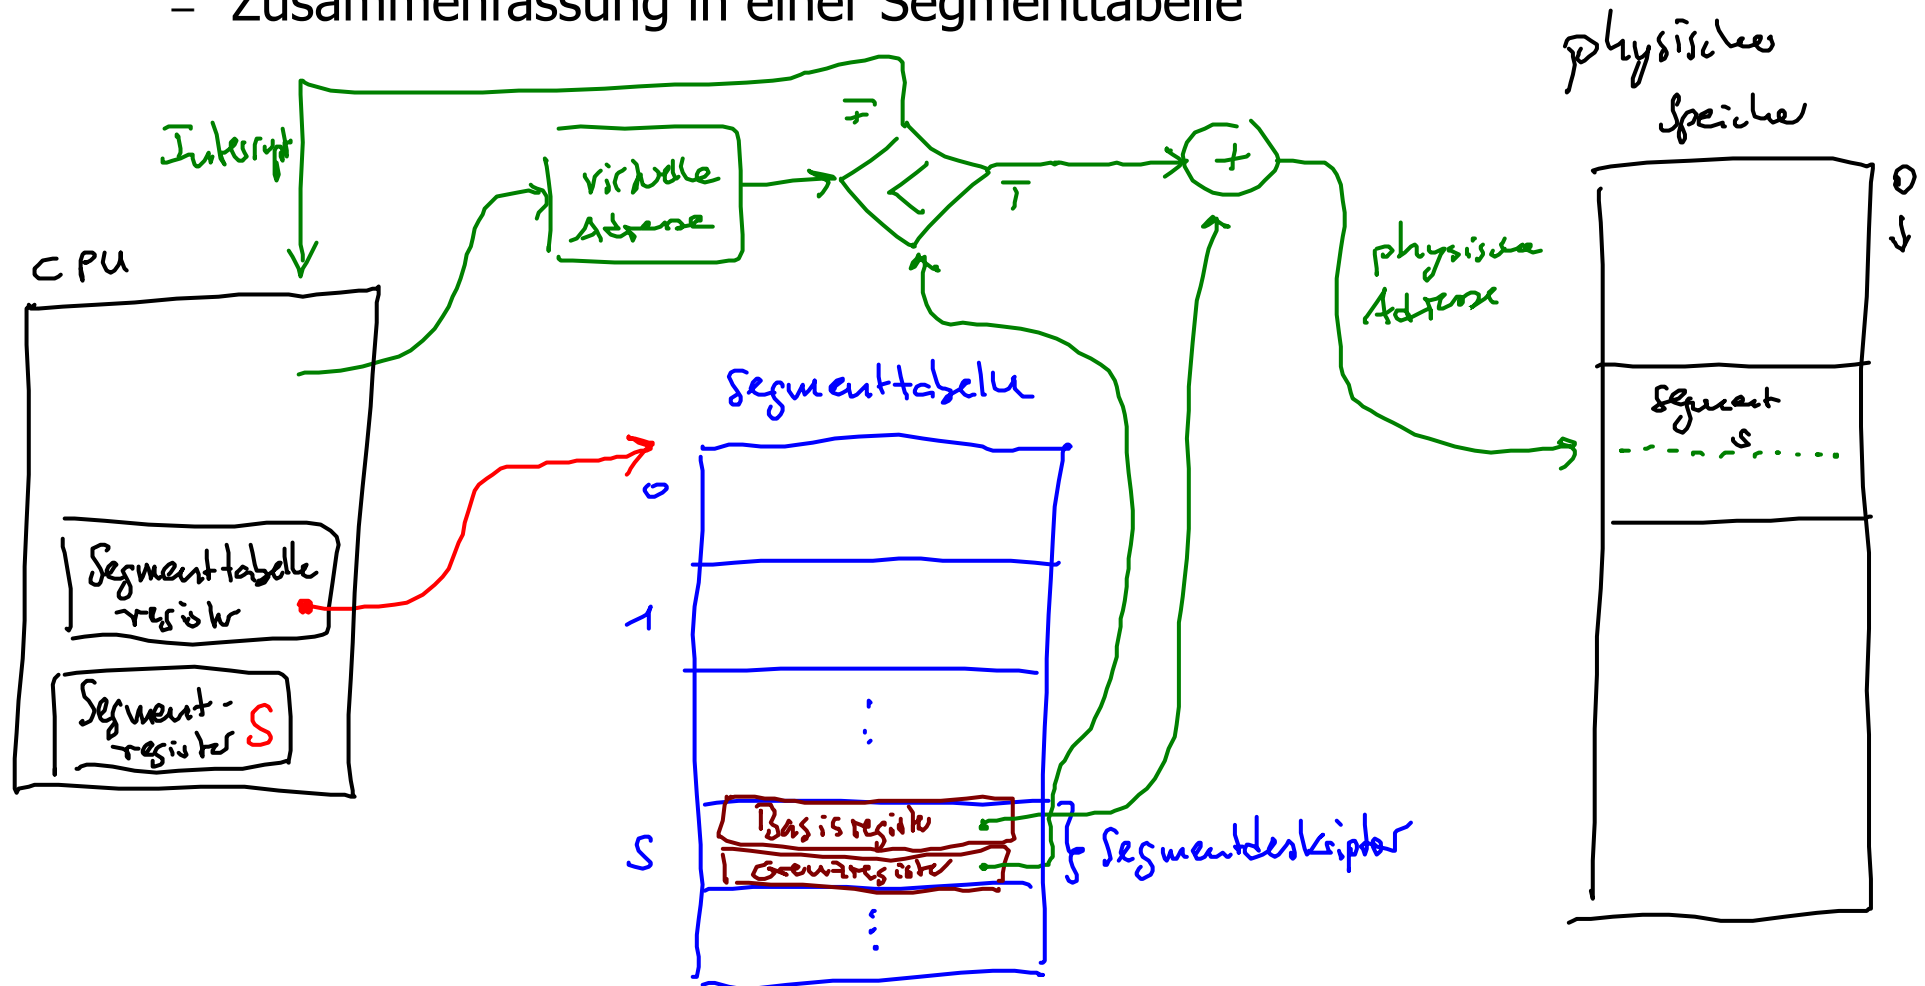 – Zusammenfassung in einer Segmenttabelle
physischer
Speicher
Interrupt
F
virtuelle
Adresse
<
T
+
0
CPU
physische
Adresse
Segmenttabelle
Segment
s
0
Segmenttabelle
register
1
Segment-
register S
Basisregister
S
Segmentdeskriptor
Grenzregister